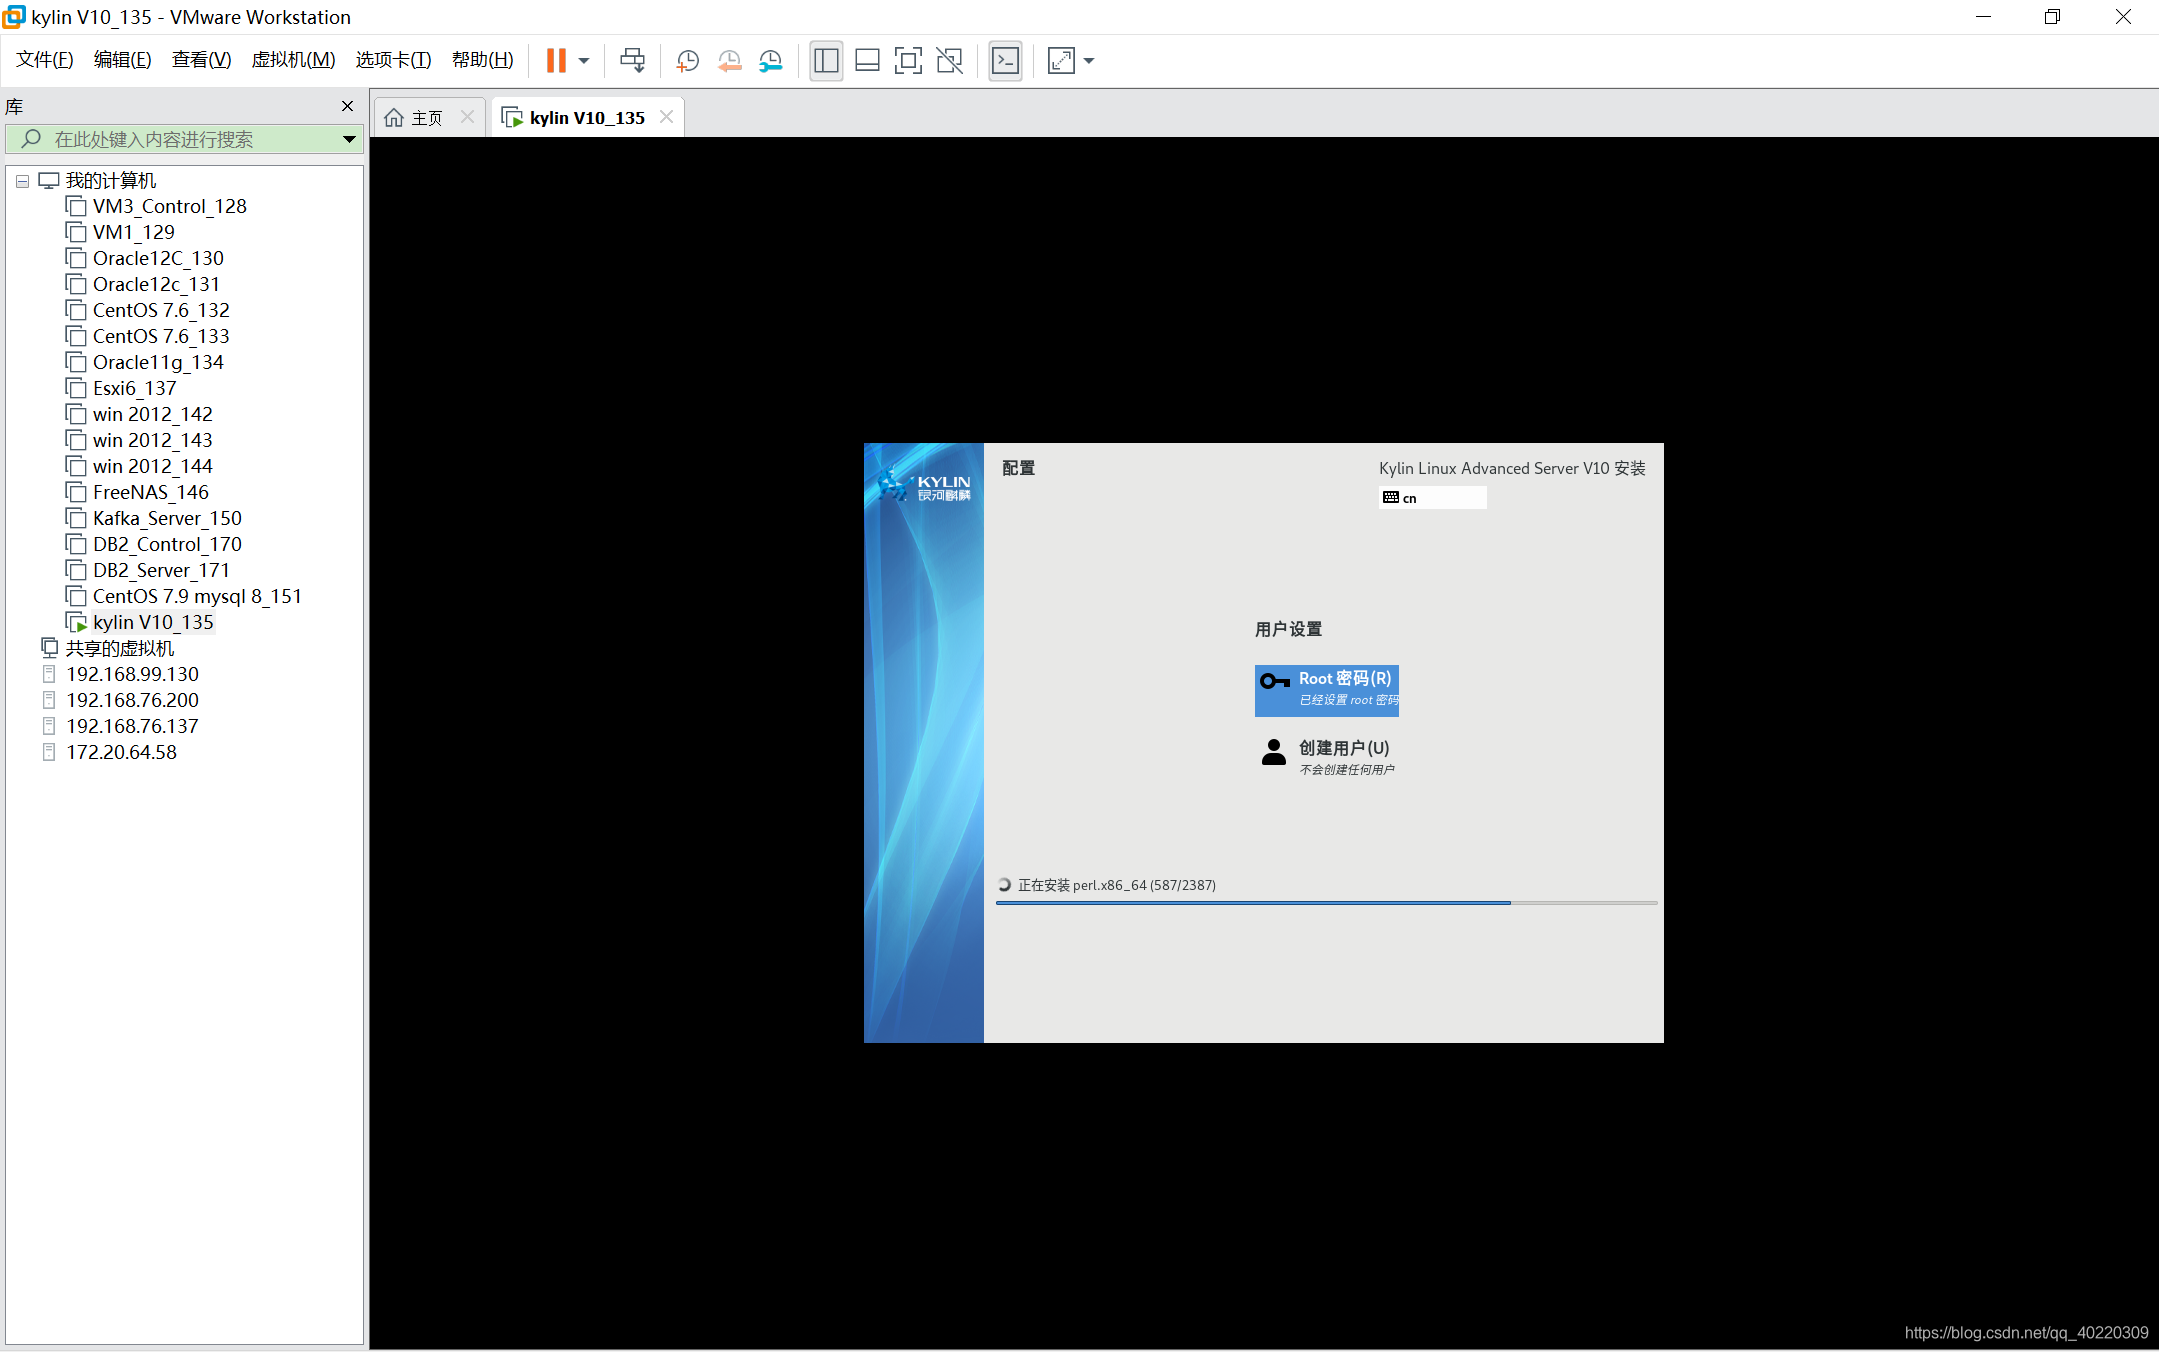 kylin V10_135 - VMware Workstation
文件(F) 编辑(E) 查看(V) 虚拟机(M) 选项卡(T) 帮助(H)
库
在此处键入内容进行搜索
主页
kylin V10_135
我的计算机
VM3_Control_128
VM1_129
Oracle12C_130
Oracle12c_131
CentOS 7.6_132
CentOS 7.6_133
Oracle11g_134
Esxi6_137
win 2012_142
win 2012_143
win 2012_144
FreeNAS_146
Kafka_Server_150
DB2_Control_170
DB2_Server_171
CentOS 7.9 mysql 8_151
kylin V10_135
共享的虚拟机
192.168.99.130
192.168.76.200
192.168.76.137
172.20.64.58
KYLIN
银河麒麟
配置
Kylin Linux Advanced Server V10 安装
cn
用户设置
Root 密码(R)
已经设置 root 密码
创建用户(U)
不会创建任何用户
正在安装 perl.x86_64 (587/2387)
https://blog.csdn.net/qq_40220309